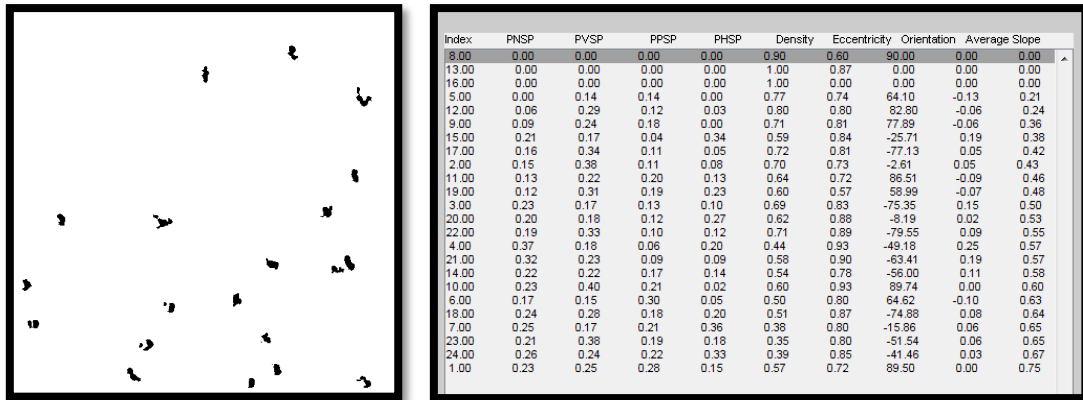 Index PNSP PVSP PPSP PHSP Density Eccentricity Orientation Average Slope
8.00 0.00 0.00 0.00 0.00 0.90 0.60 90.00 0.00 0.00
13.00 0.00 0.00 0.00 0.00 1.00 0.87 0.00 0.00 0.00
16.00 0.00 0.00 0.00 0.00 1.00 0.00 0.00 0.00 0.00
5.00 0.00 0.14 0.14 0.00 0.77 0.74 64.10 -0.13 0.21
12.00 0.06 0.29 0.12 0.03 0.80 0.80 82.80 -0.06 0.24
9.00 0.09 0.24 0.18 0.00 0.71 0.81 77.89 -0.06 0.36
15.00 0.21 0.17 0.04 0.34 0.59 0.84 -25.71 0.19 0.38
17.00 0.16 0.34 0.11 0.05 0.72 0.81 -77.13 0.05 0.42
2.00 0.15 0.38 0.11 0.08 0.70 0.73 -2.61 0.05 0.43
11.00 0.13 0.22 0.20 0.13 0.64 0.72 86.51 -0.09 0.46
19.00 0.12 0.31 0.19 0.23 0.60 0.57 58.99 -0.07 0.48
3.00 0.23 0.17 0.13 0.10 0.69 0.83 -75.35 0.15 0.50
20.00 0.20 0.18 0.12 0.27 0.62 0.88 -8.19 0.02 0.53
22.00 0.19 0.33 0.10 0.12 0.71 0.89 -79.55 0.09 0.55
4.00 0.37 0.18 0.06 0.20 0.44 0.93 -49.18 0.25 0.57
21.00 0.32 0.23 0.09 0.09 0.58 0.90 -63.41 0.19 0.57
14.00 0.22 0.22 0.17 0.14 0.54 0.78 -56.00 0.11 0.58
10.00 0.23 0.40 0.21 0.02 0.60 0.93 89.74 0.00 0.60
6.00 0.17 0.15 0.30 0.05 0.50 0.80 64.62 -0.10 0.63
18.00 0.24 0.28 0.18 0.20 0.51 0.87 -74.88 0.08 0.64
7.00 0.25 0.17 0.21 0.36 0.38 0.80 -15.86 0.06 0.65
23.00 0.21 0.38 0.19 0.18 0.35 0.80 -51.54 0.06 0.65
24.00 0.26 0.24 0.22 0.33 0.39 0.85 -41.46 0.03 0.67
1.00 0.23 0.25 0.28 0.15 0.57 0.72 89.50 0.00 0.75